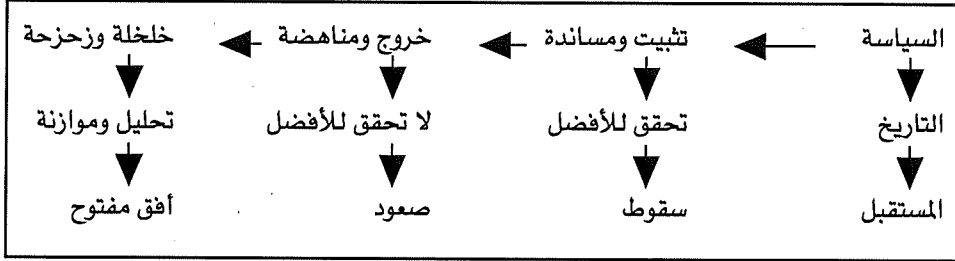 السياسة تثبيت ومساندة خروج ومناهضة خلخلة وزحزحة
التاريخ تحقق للأفضل لا تحقق للأفضل تحليل وموازنة
المستقبل سقوط صعود أفق مفتوح